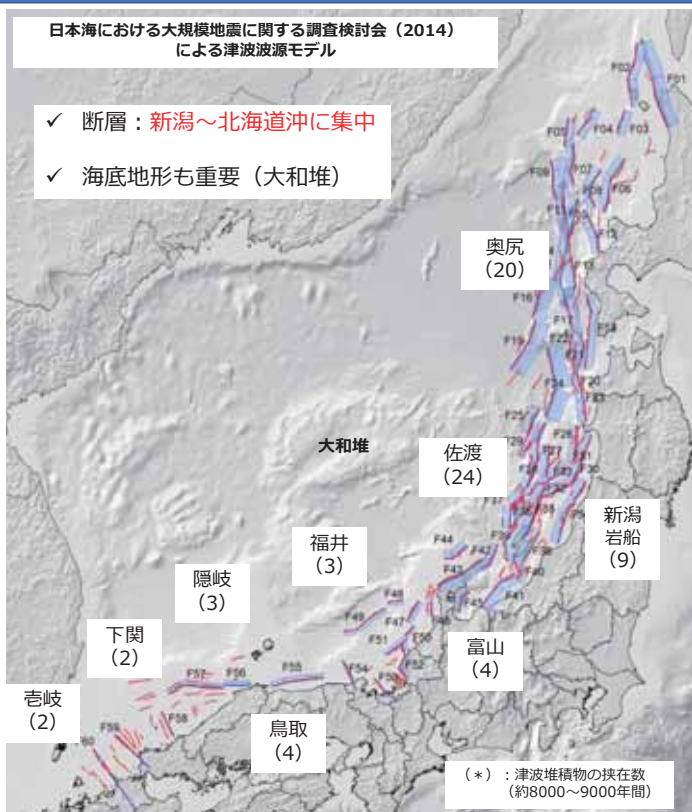 日本海における大規模地震に関する調査検討会（2014）
による津波波源モデル
✓ 断層：新潟～北海道沖に集中
✓ 海底地形も重要（大和堆）
F02
F01
F03
F04
F05
F06
F07
F08
F09
奥尻
（20）
F16
F17
F18
F19
F24
F25
大和堆
佐渡
（24）
F26
F30
新潟
岩船
（9）
福井
（3）
F44
F42
F43
F41
隠岐
（3）
F48
F49
F47
F51
下関
（2）
F57
F56
F55
F54
F52
富山
（4）
F58
F59
F60
壱岐
（2）
鳥取
（4）
（*）：津波堆積物の挟在数
（約8000～9000年間）